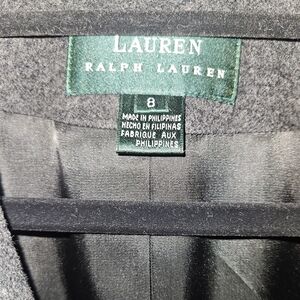 LAUREN
RALPH LAUREN
8
MADE IN PHILIPPINES
HECHO EN FILIPINAS
FABRIQUE AUX
PHILIPPINES